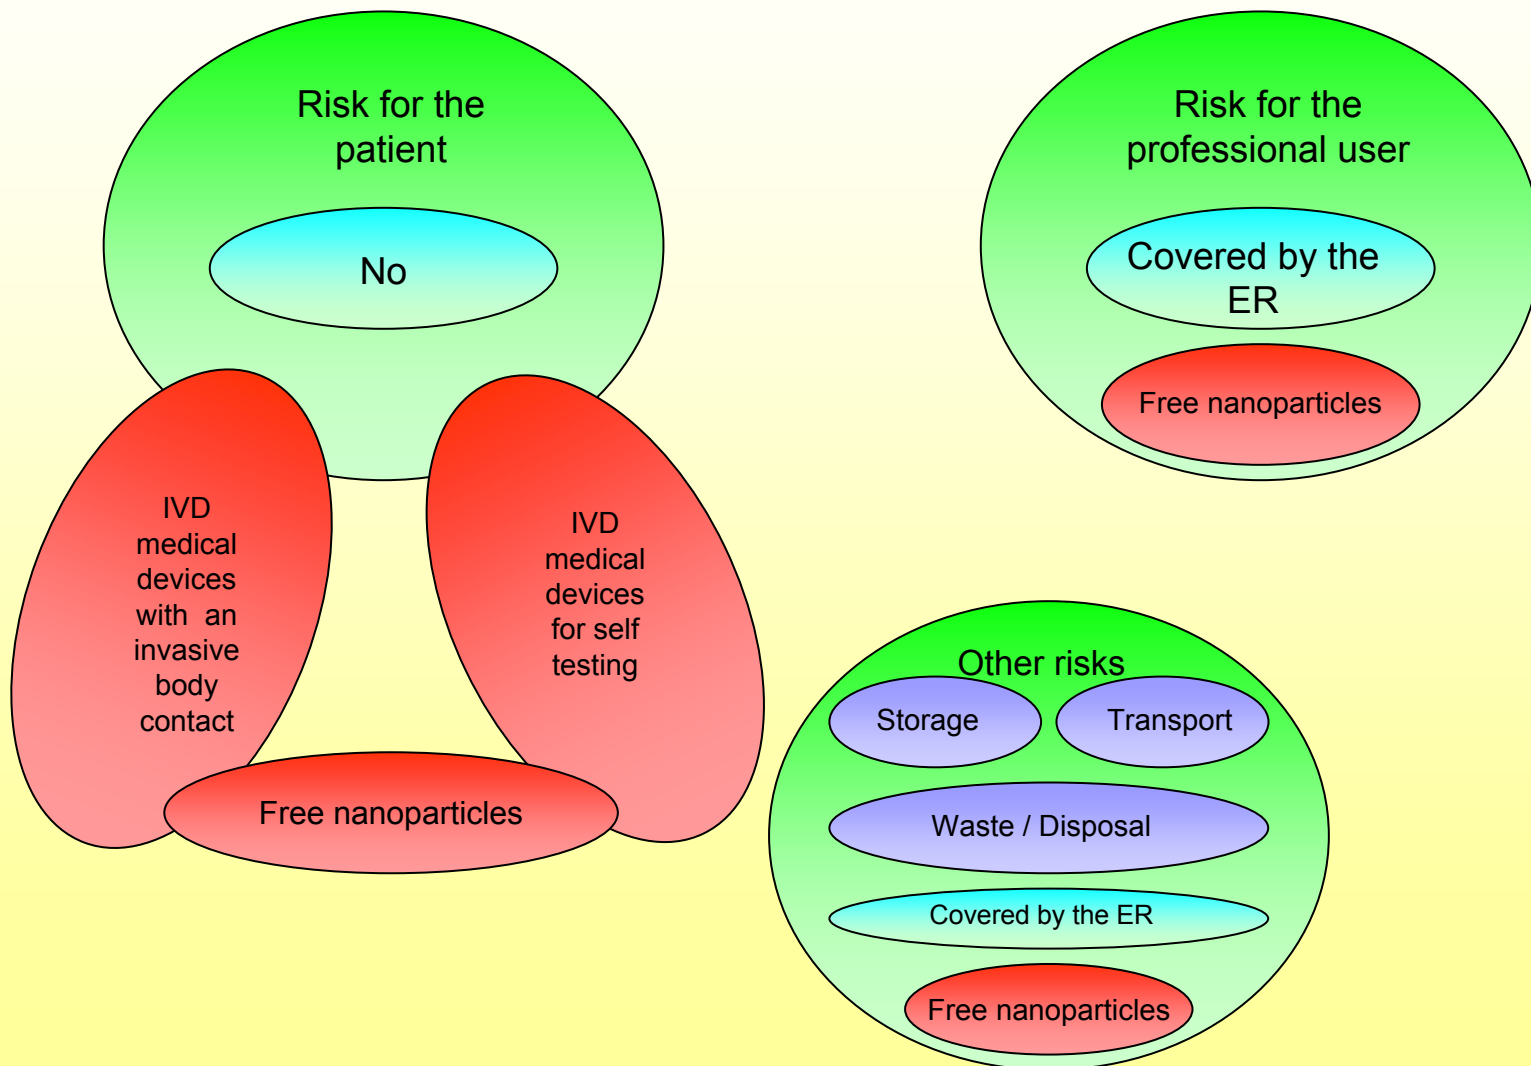 Risk for the
patient
No
IVD
medical
devices
with an
invasive
body
contact
IVD
medical
devices
for self
testing
Free nanoparticles
Risk for the
professional user
Covered by the
ER
Free nanoparticles
Other risks
Storage
Transport
Waste / Disposal
Covered by the ER
Free nanoparticles